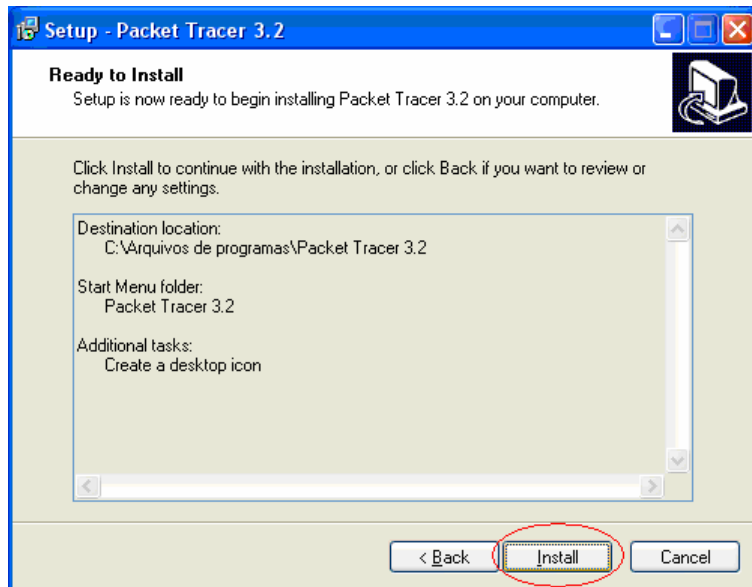 Setup - Packet Tracer 3.2
Ready to Install
Setup is now ready to begin installing Packet Tracer 3.2 on your computer.
Click Install to continue with the installation, or click Back if you want to review or
change any settings.
Destination location:
C:\Arquivos de programas\Packet Tracer 3.2
Start Menu folder:
Packet Tracer 3.2
Additional tasks:
Create a desktop icon
< Back Install Cancel